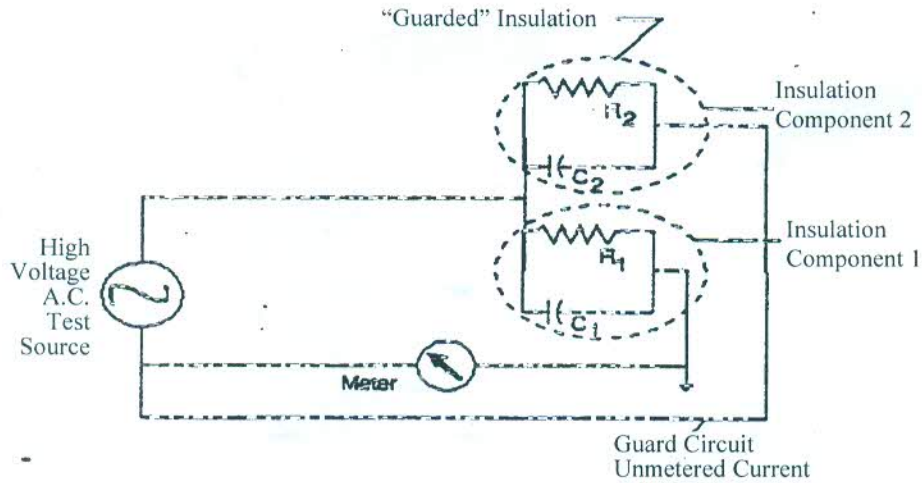 “Guarded” Insulation
Insulation
Component 2
R2
C2
Insulation
Component 1
R1
C1
High
Voltage
A.C.
Test
Source
Meter
Guard Circuit
Unmetered Current